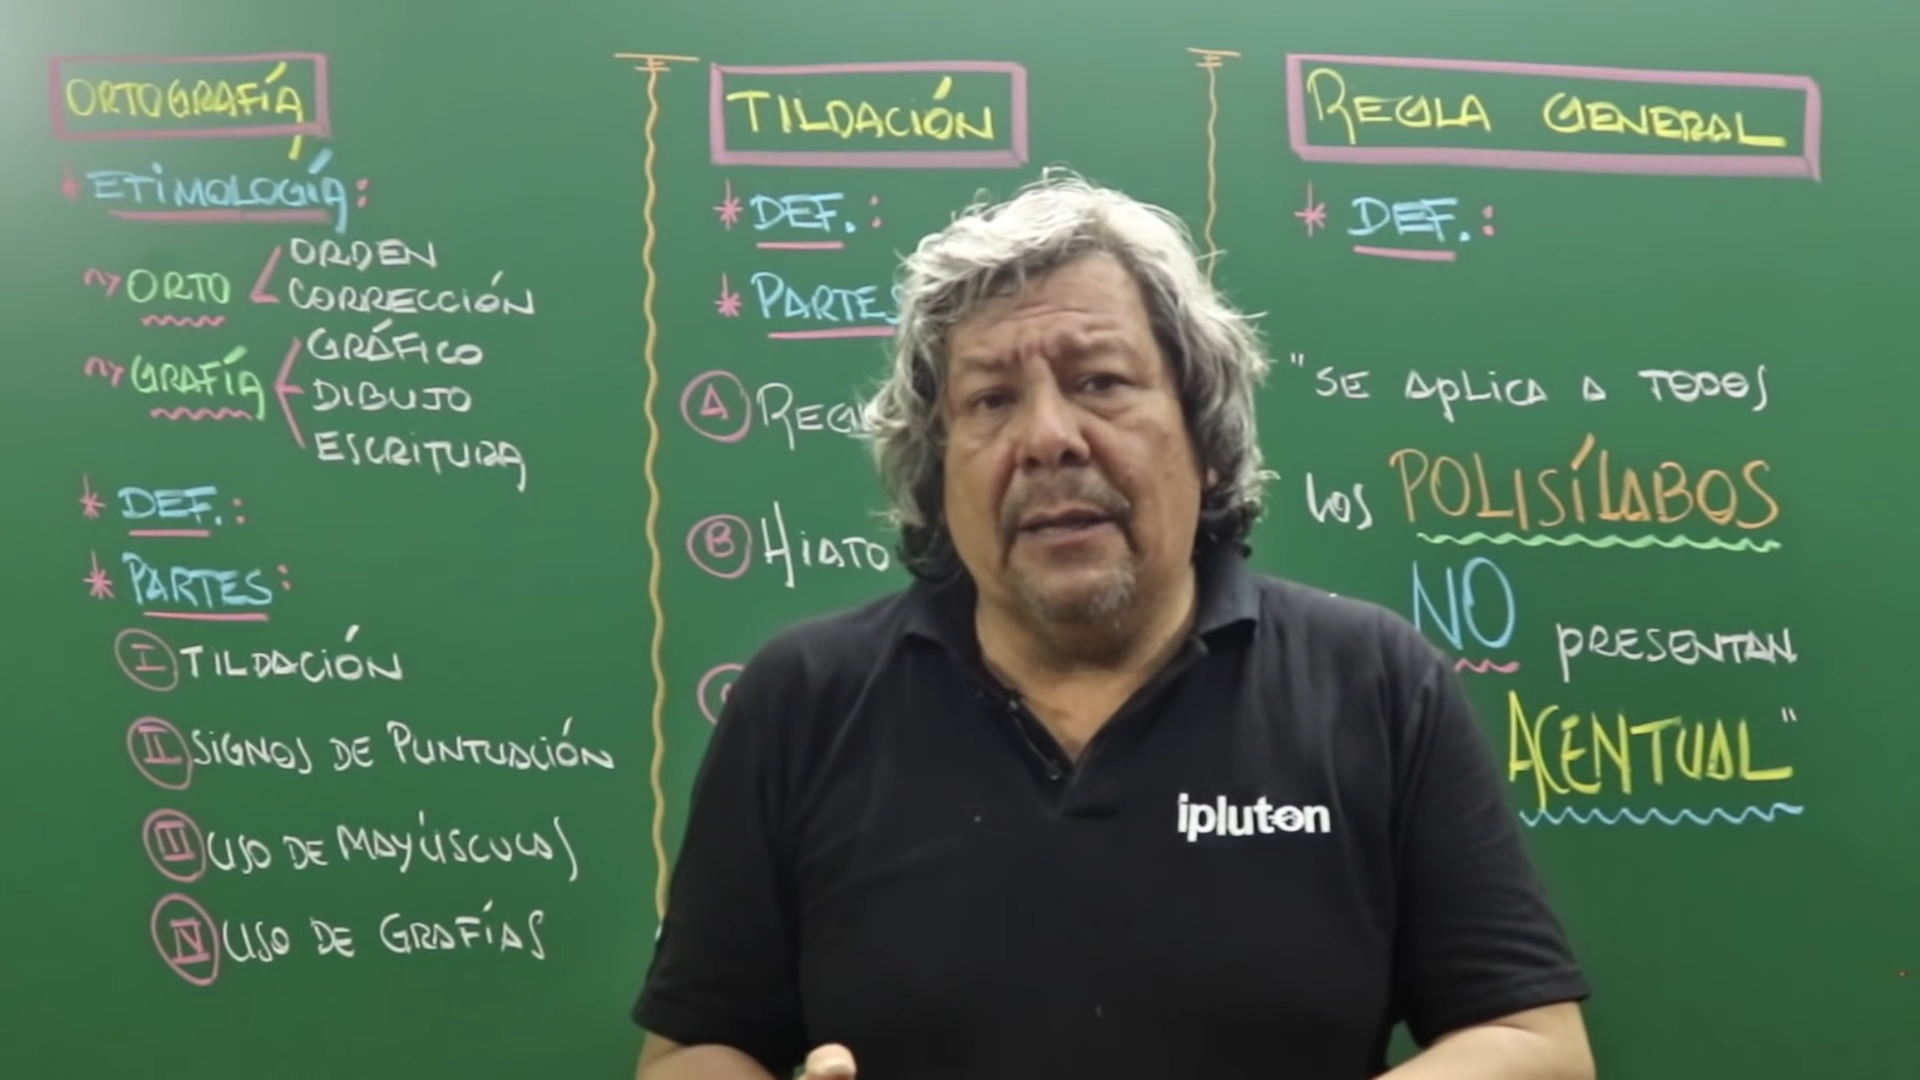 ORTOGRAFÍA
* ETIMOLOGÍA:
ORTO
ORDEN
CORRECCIÓN
GRAFÍA
GRÁFICO
DIBUJO
ESCRITURA
* DEF.:
* PARTES:
I TILDACIÓN
II SIGNOS DE PUNTUACIÓN
III USO DE MAYÚSCULAS
IV USO DE GRAFÍAS
TILDACIÓN
* DEF.:
* PARTES
A
B HIATO
REGLA GENERAL
* DEF.:
"SE APLICA A TODOS
LOS POLISÍLABOS
NO PRESENTAN
ACENTUAL"
ipluton